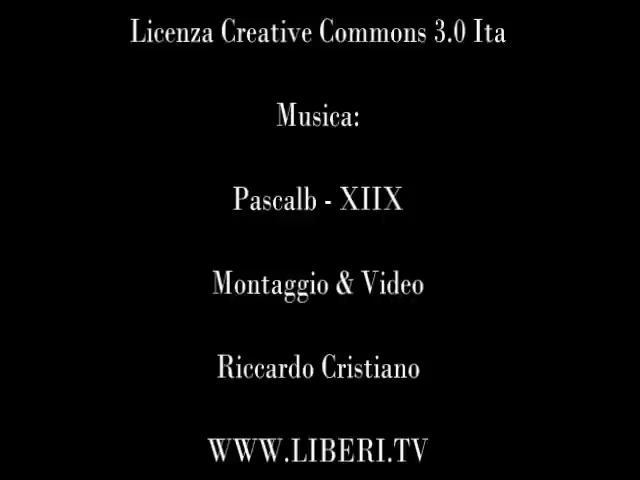 Licenza Creative Commons 3.0 Ita
Musica:
Pascalb - XIIX
Montaggio & Video
Riccardo Cristiano
WWW.LIBERI.TV